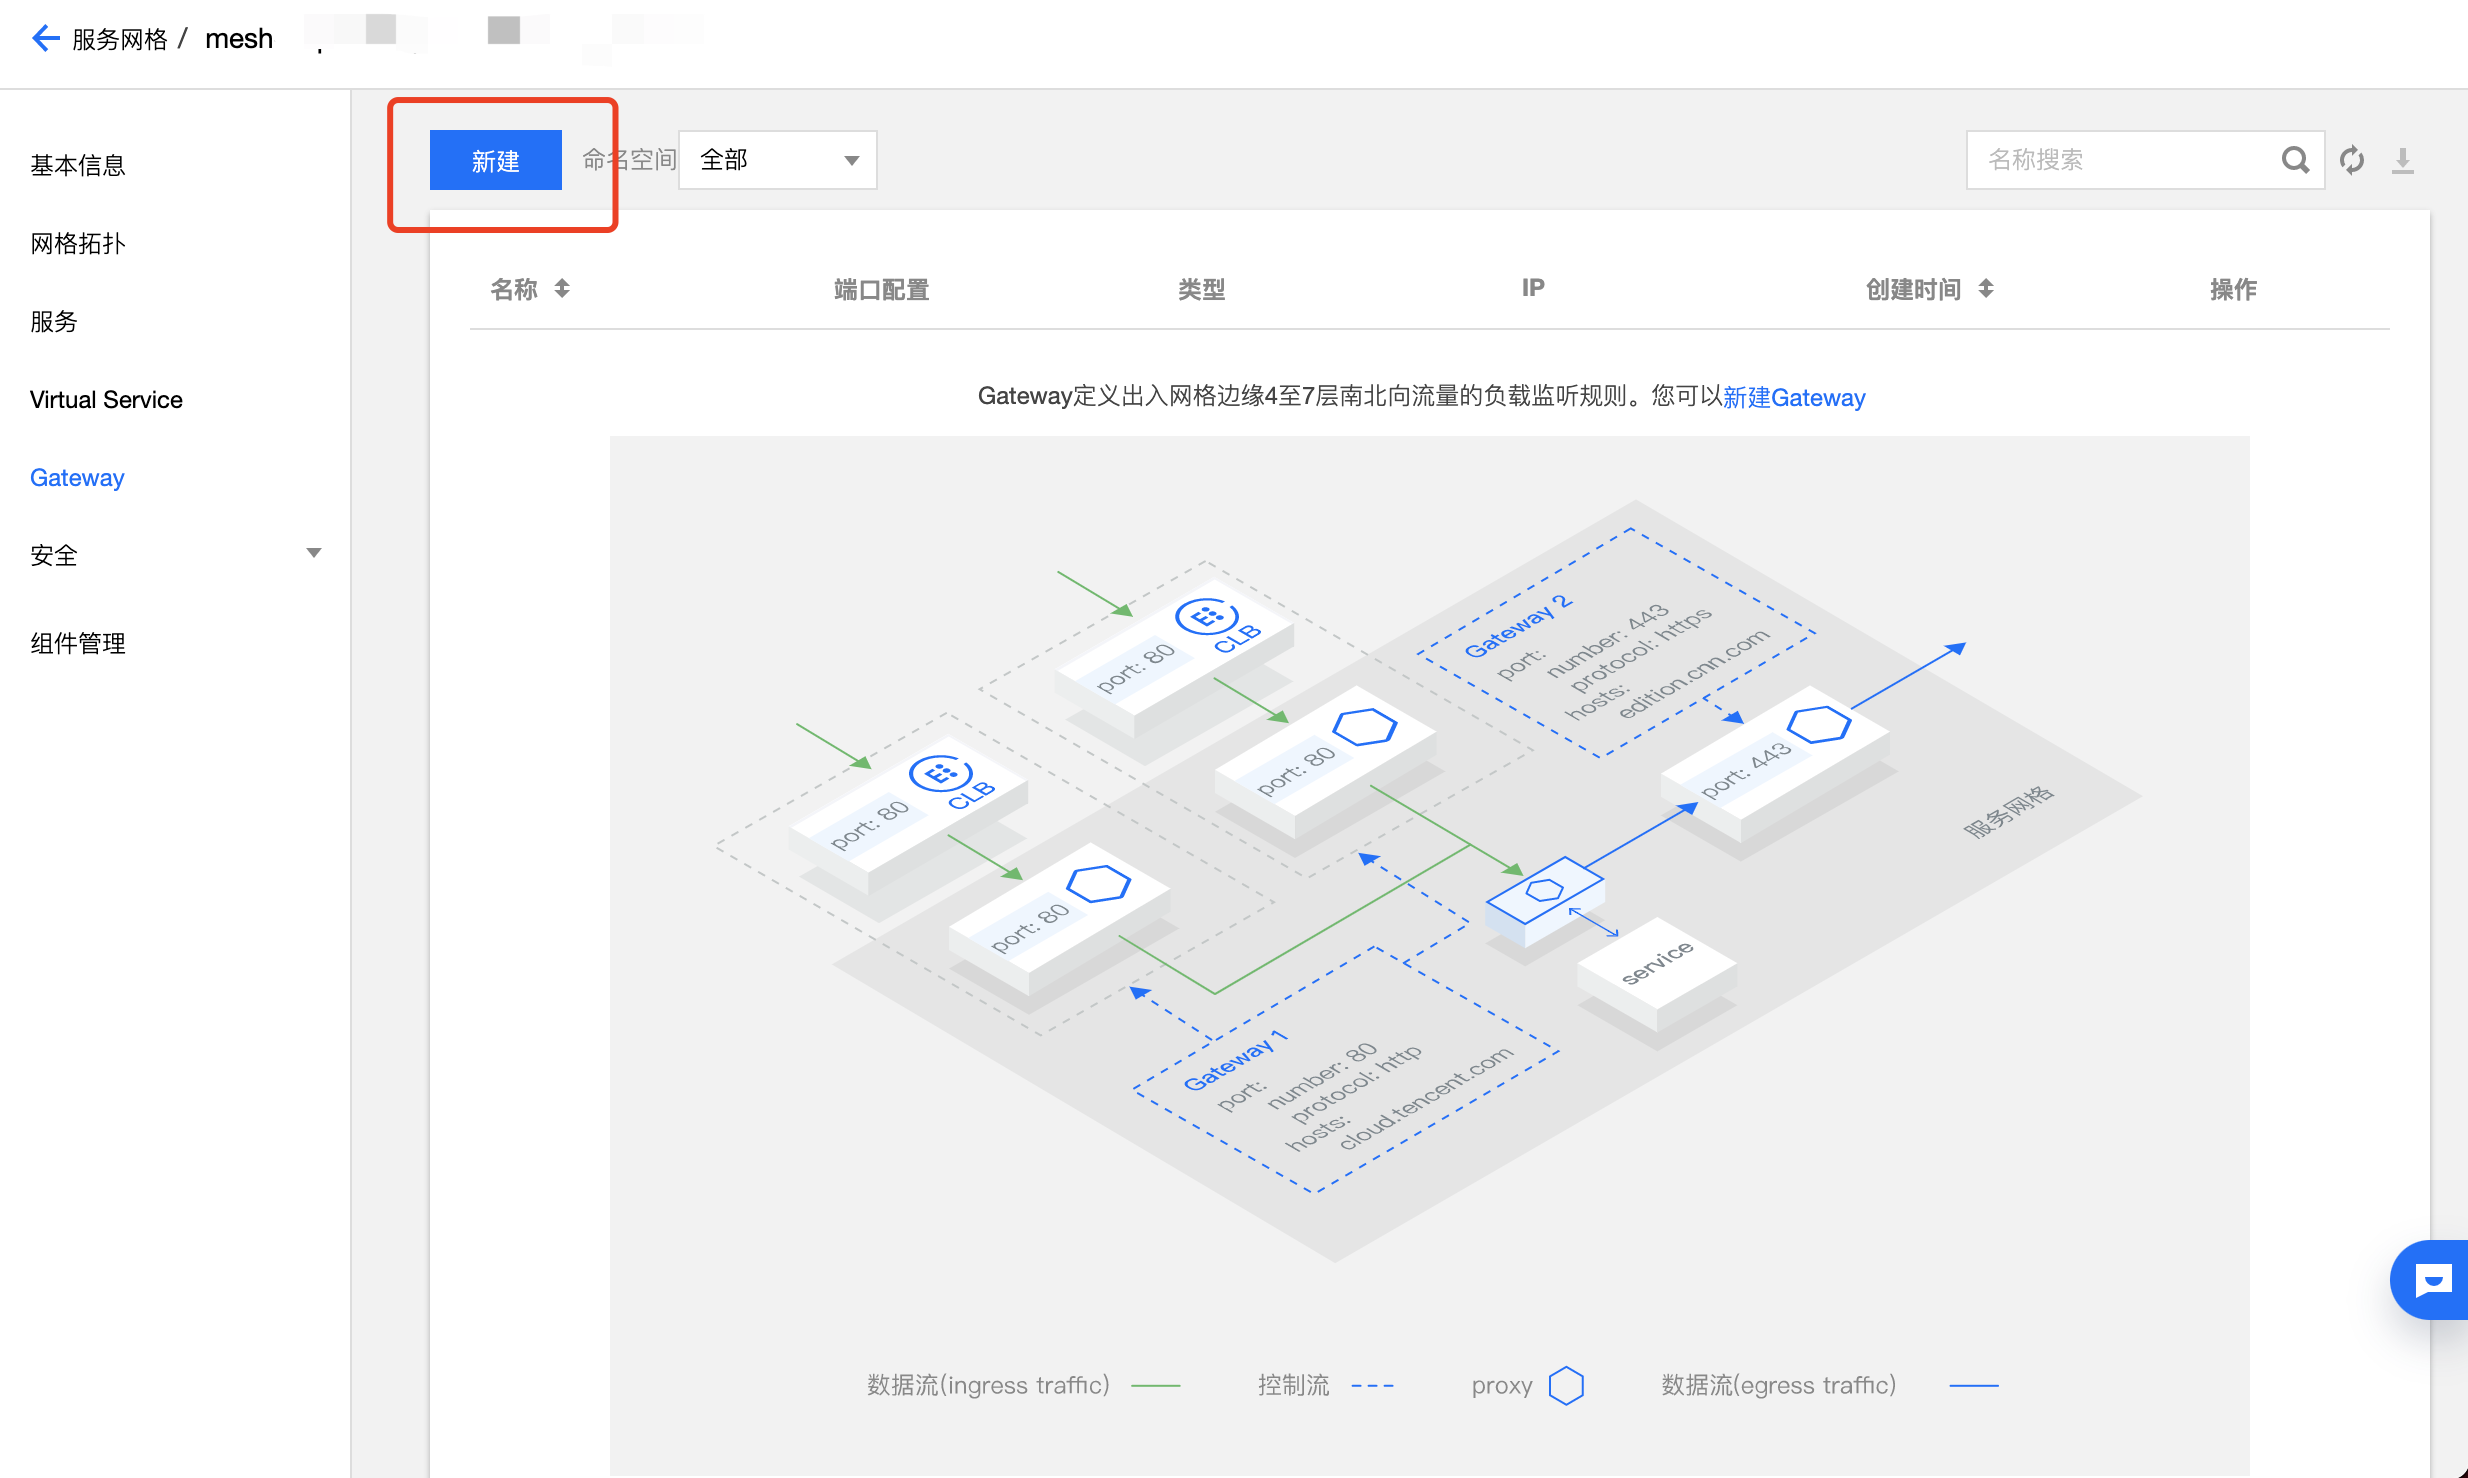 服务网格 / mesh
新建
命名空间
全部
名称搜索
基本信息
网格拓扑
服务
Virtual Service
Gateway
安全
组件管理
名称
端口配置
类型
IP
创建时间
操作
Gateway定义出入网格边缘4至7层南北向流量的负载监听规则。您可以新建Gateway
CLB
port: 80
port: 80
CLB
port: 80
port: 80
Gateway 2
port:
number: 443
protocol: https
hosts:
edition.cnn.com
port: 443
服务网格
service
Gateway 1
port:
number: 80
protocol: http
hosts:
cloud.tencent.com
数据流(ingress traffic)
控制流
proxy
数据流(egress traffic)